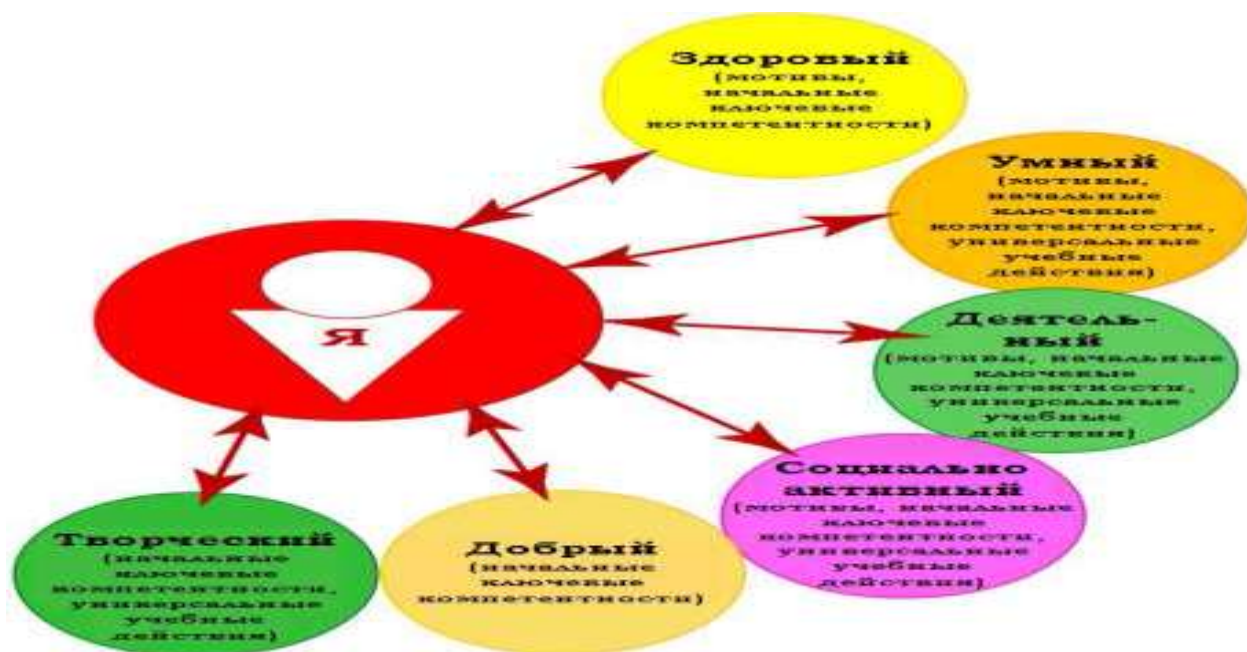 Здоровый
(мотивы,
начальные
ключевые
компетентности)
Умный
(мотивы,
начальные
ключевые
компетентности,
универсальные
учебные
действия)
Я
Деятель-
ный
(мотивы, начальные
ключевые
компетентности,
универсальные
учебные
действия)
Социально
активный
(мотивы, начальные
ключевые
компетентности,
универсальные
учебные
действия)
Творческий
(начальные
ключевые
компетентности,
универсальные
учебные
действия)
Добрый
(начальные
ключевые
компетентности)